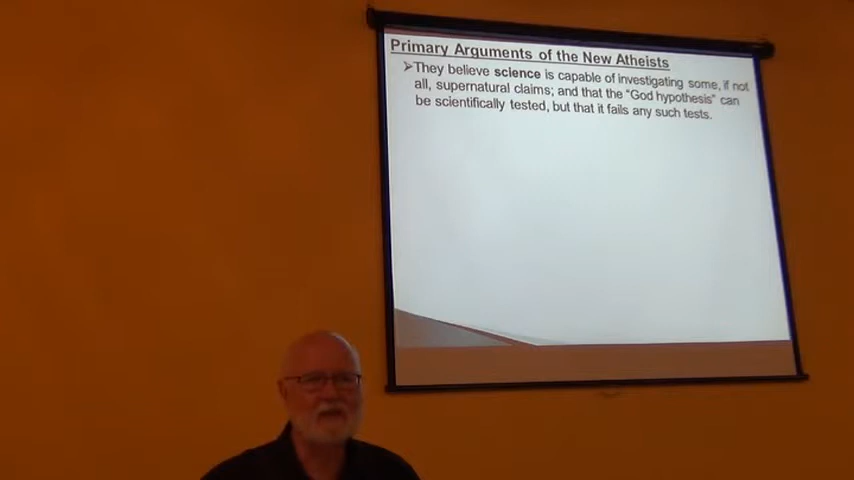 Primary Arguments of the New Atheists
➢They believe science is capable of investigating some, if not
all, supernatural claims; and that the “God hypothesis” can
be scientifically tested, but that it fails any such tests.